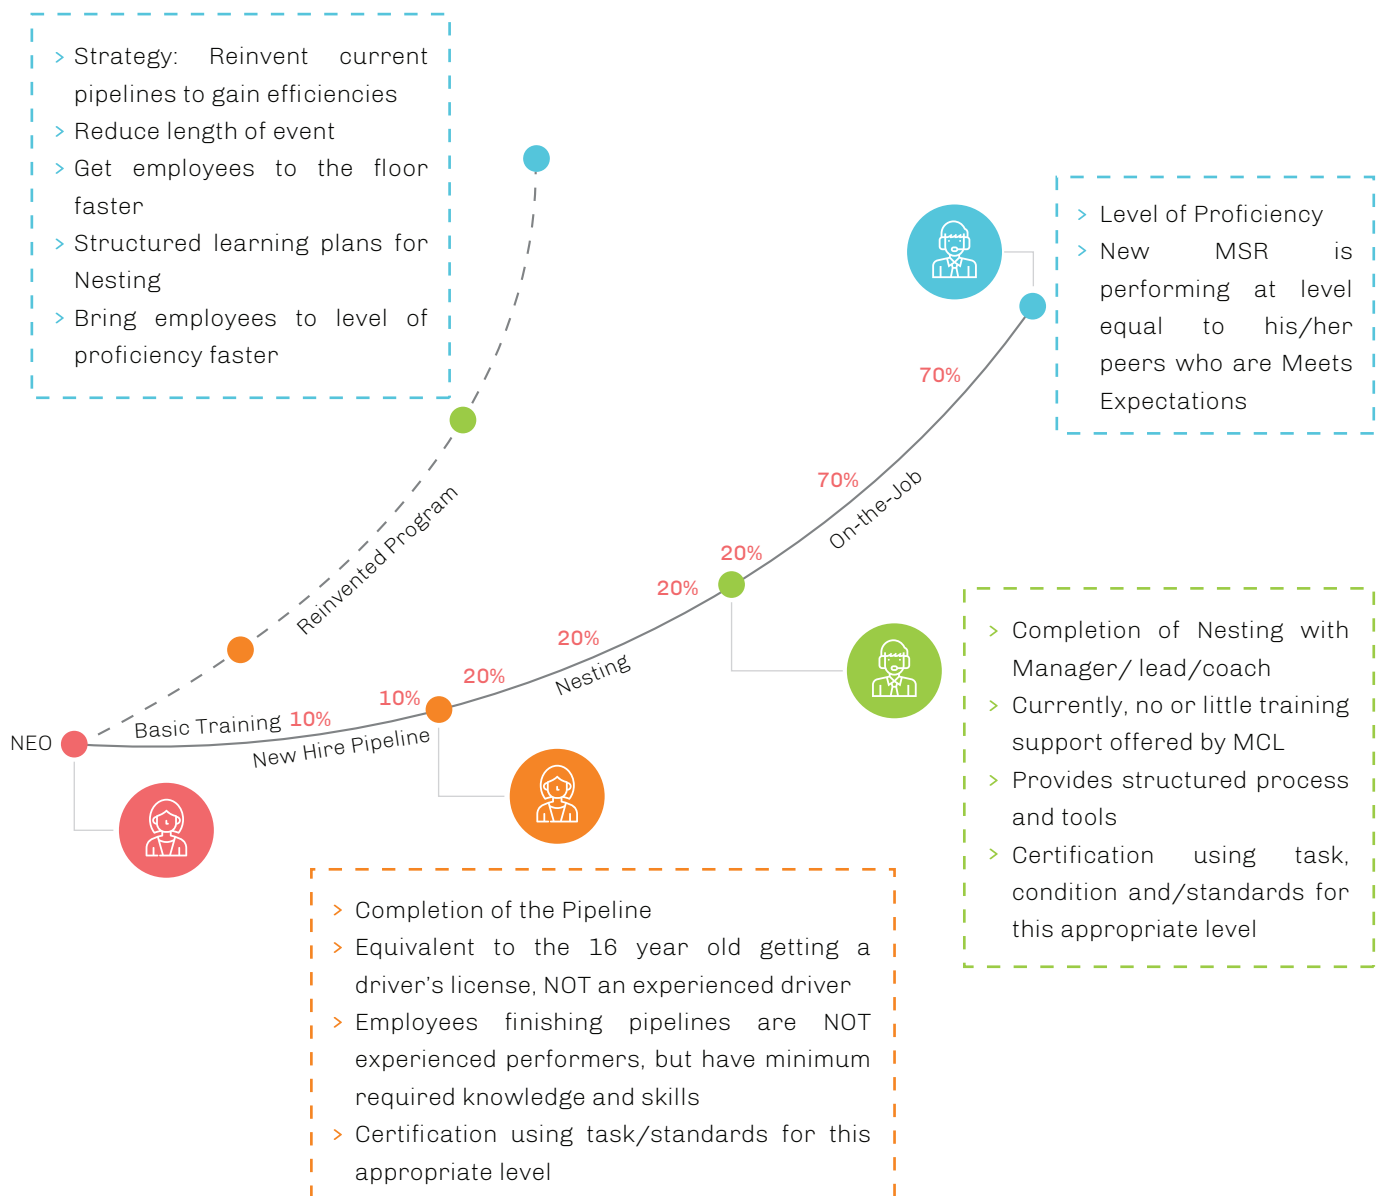 > Strategy: Reinvent current
pipelines to gain efficiencies
> Reduce length of event
> Get employees to the floor
faster
> Structured learning plans for
Nesting
> Bring employees to level of
proficiency faster
> Level of Proficiency
> New MSR is
performing at level
equal to his/her
peers who are Meets
Expectations
70%
70%
On-the-Job
20%
20%
20%
20%
Nesting
Reinvented Program
10%
10%
Basic Training
New Hire Pipeline
NEO
> Completion of Nesting with
Manager/ lead/coach
> Currently, no or little training
support offered by MCL
> Provides structured process
and tools
> Certification using task,
condition and/standards for
this appropriate level
> Completion of the Pipeline
> Equivalent to the 16 year old getting a
driver's license, NOT an experienced driver
> Employees finishing pipelines are NOT
experienced performers, but have minimum
required knowledge and skills
> Certification using task/standards for this
appropriate level